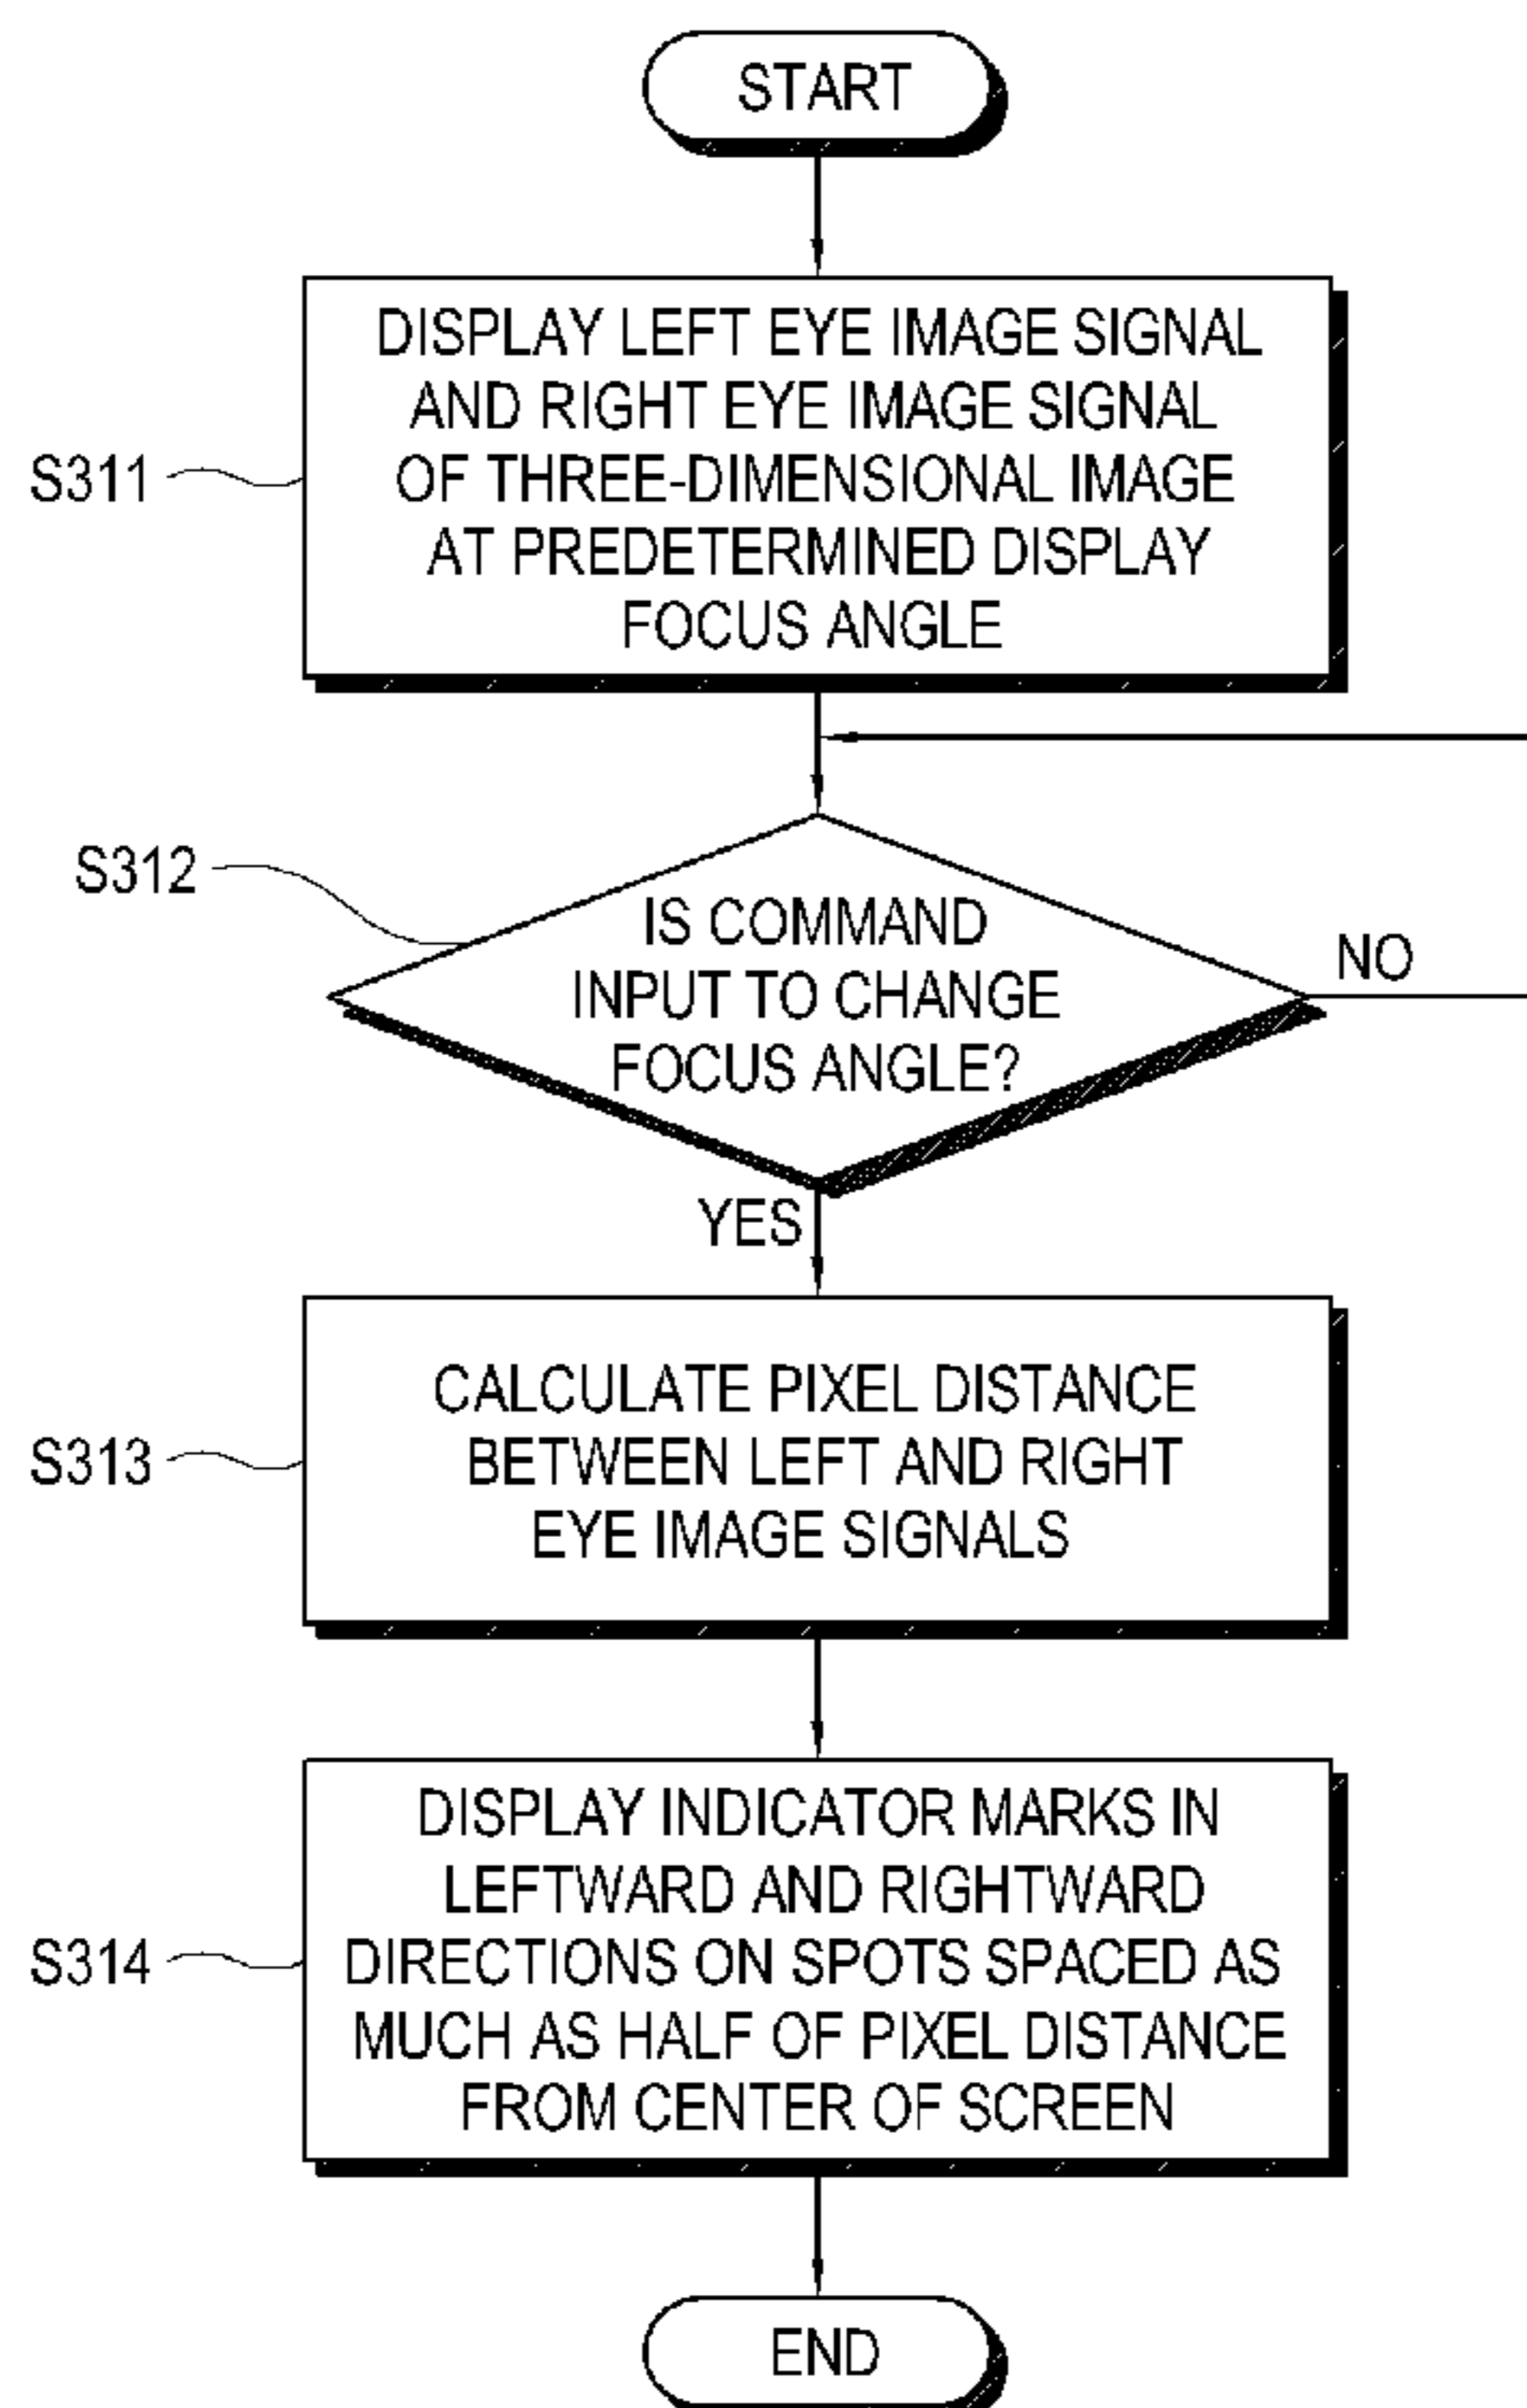 START
DISPLAY LEFT EYE IMAGE SIGNAL
AND RIGHT EYE IMAGE SIGNAL
OF THREE-DIMENSIONAL IMAGE
AT PREDETERMINED DISPLAY
FOCUS ANGLE
S311
S312
IS COMMAND
INPUT TO CHANGE
FOCUS ANGLE?
NO
YES
CALCULATE PIXEL DISTANCE
BETWEEN LEFT AND RIGHT
EYE IMAGE SIGNALS
S313
DISPLAY INDICATOR MARKS IN
LEFTWARD AND RIGHTWARD
DIRECTIONS ON SPOTS SPACED AS
MUCH AS HALF OF PIXEL DISTANCE
FROM CENTER OF SCREEN
S314
END